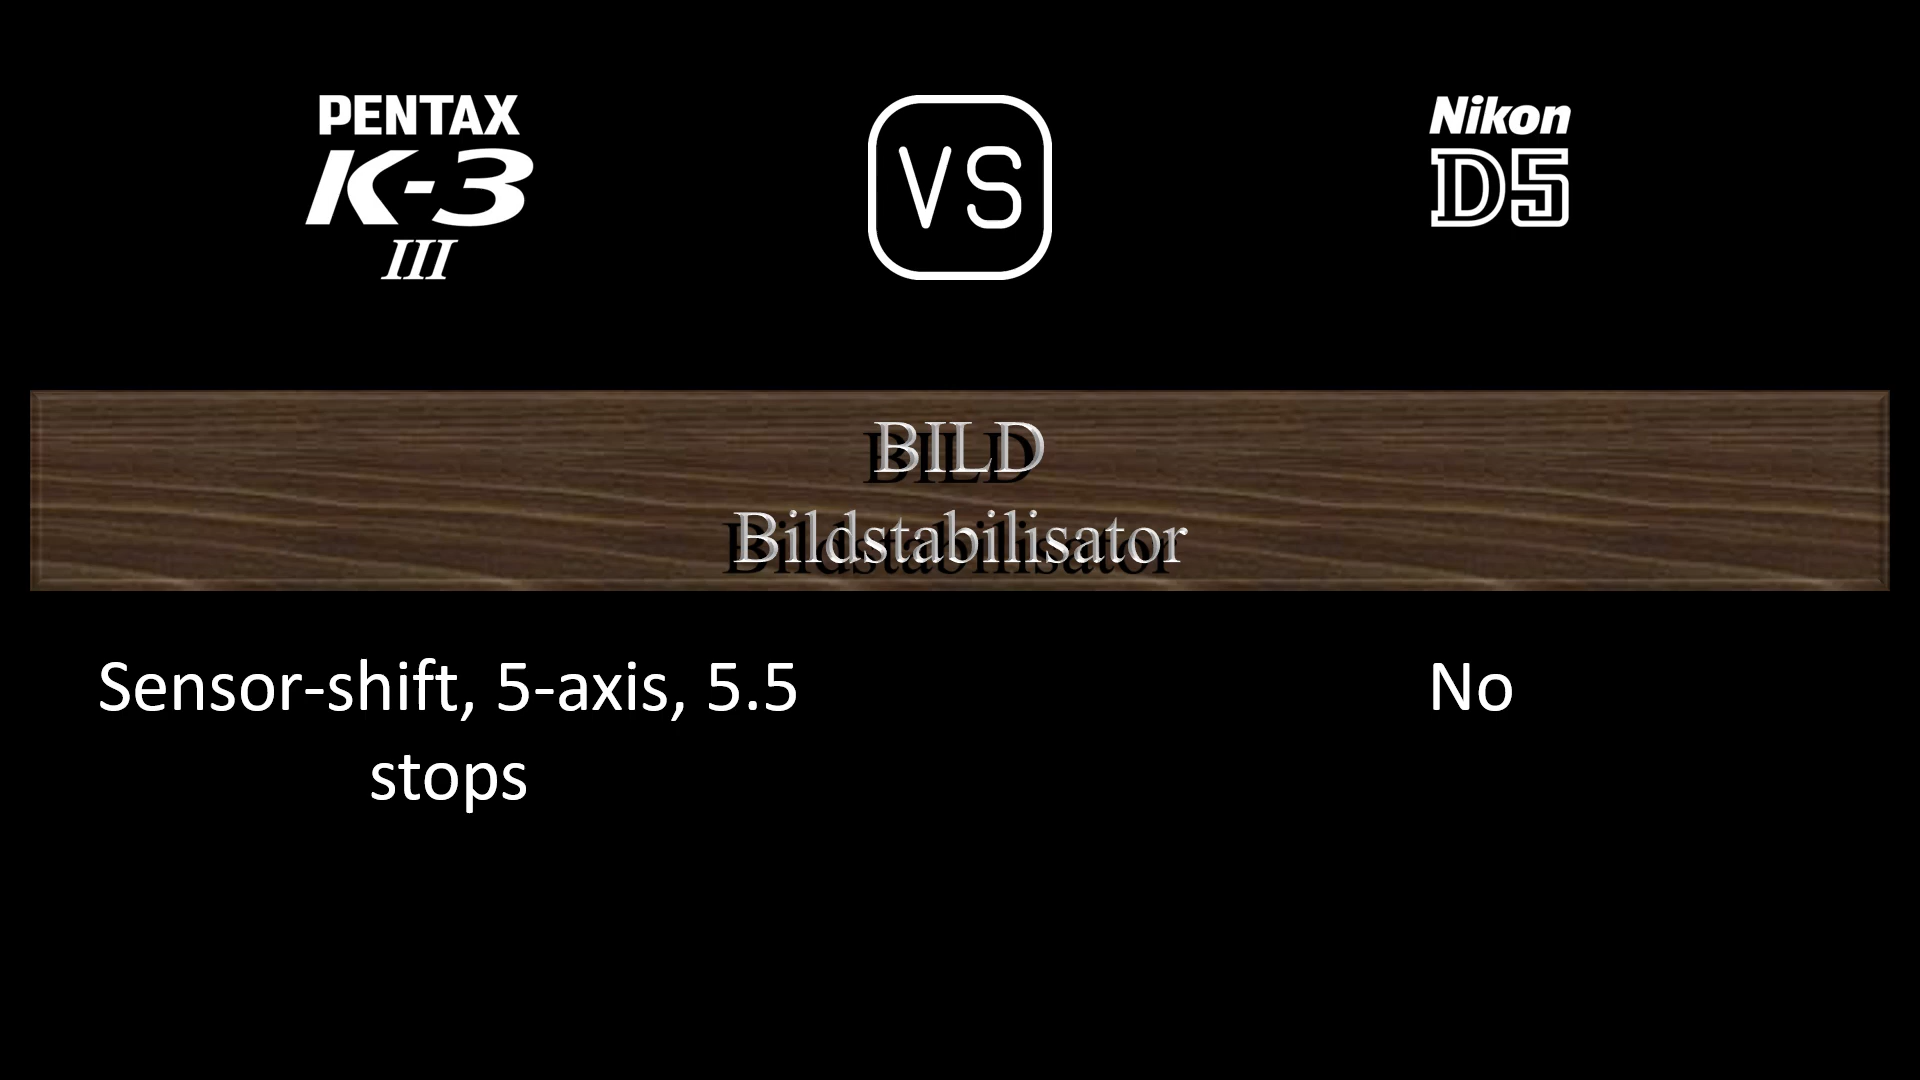 PENTAX
K-3
III
VS
Nikon
D5
BILD
Bildstabilisator
Sensor-shift, 5-axis, 5.5
stops
No